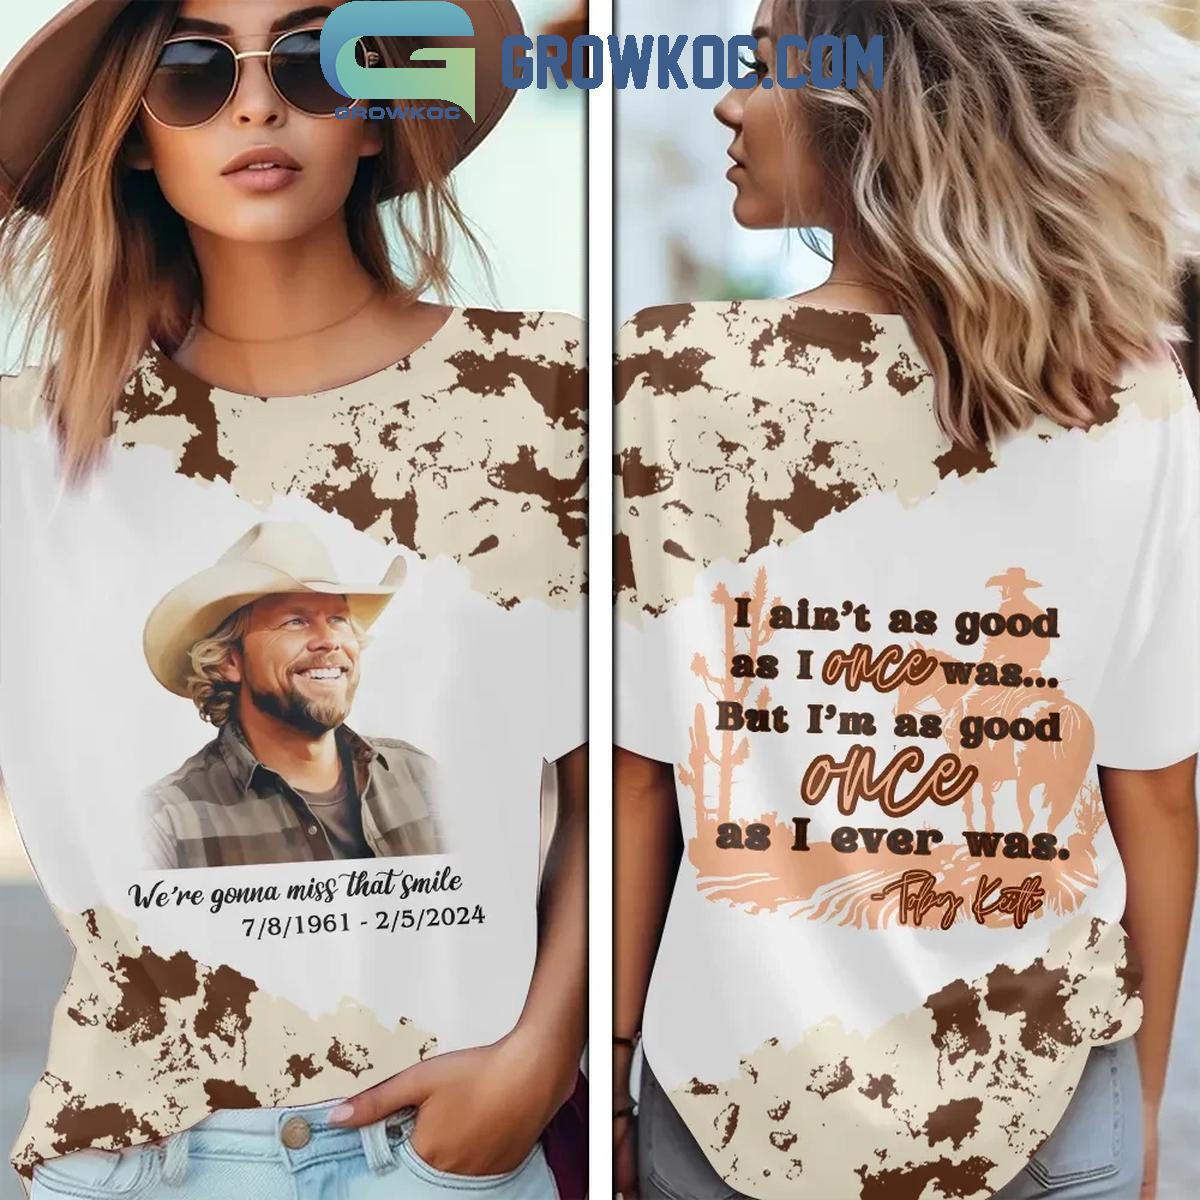 GROWKOC
GROWKOC.COM
We're gonna miss that smile
7/8/1961 - 2/5/2024
I ain't as good
as I once was...
But I'm as good
once
as I ever was.
-Toby Keith